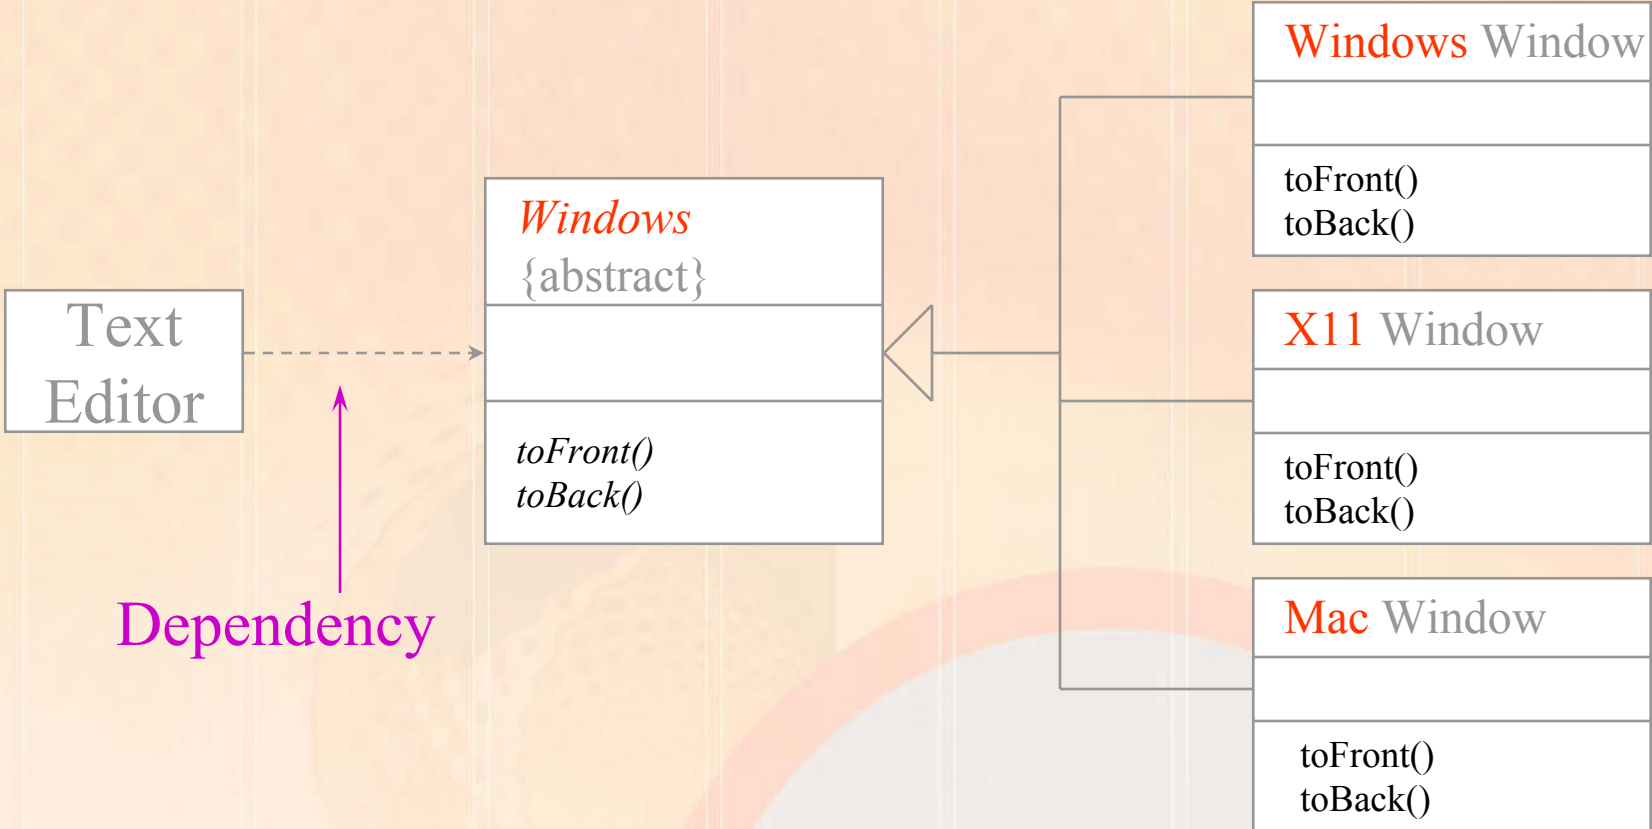 Text
Editor
Dependency
Windows
{abstract}
toFront()
toBack()
Windows Window
toFront()
toBack()
X11 Window
toFront()
toBack()
Mac Window
toFront()
toBack()